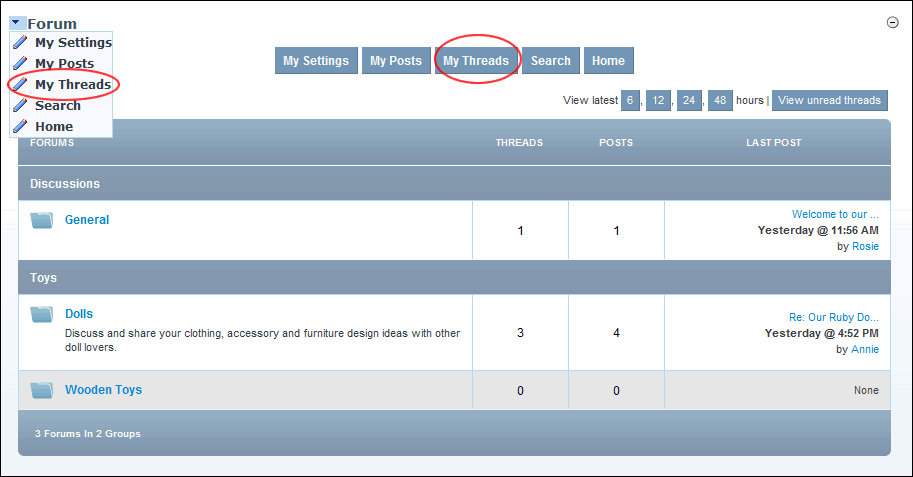 Forum
My Settings
My Posts
My Threads
Search
Home
My Settings My Posts My Threads Search Home
View latest 6, 12, 24, 48 hours | View unread threads
FORUMS THREADS POSTS LAST POST
Discussions
General 1 1 Welcome to our ...
Yesterday @ 11:56 AM
by Rosie
Toys
Dolls
Discuss and share your clothing, accessory and furniture design ideas with other
doll lovers.
3 4
Re: Our Ruby Do...
Yesterday @ 4:52 PM
by Annie
Wooden Toys 0 0 None
3 Forums In 2 Groups